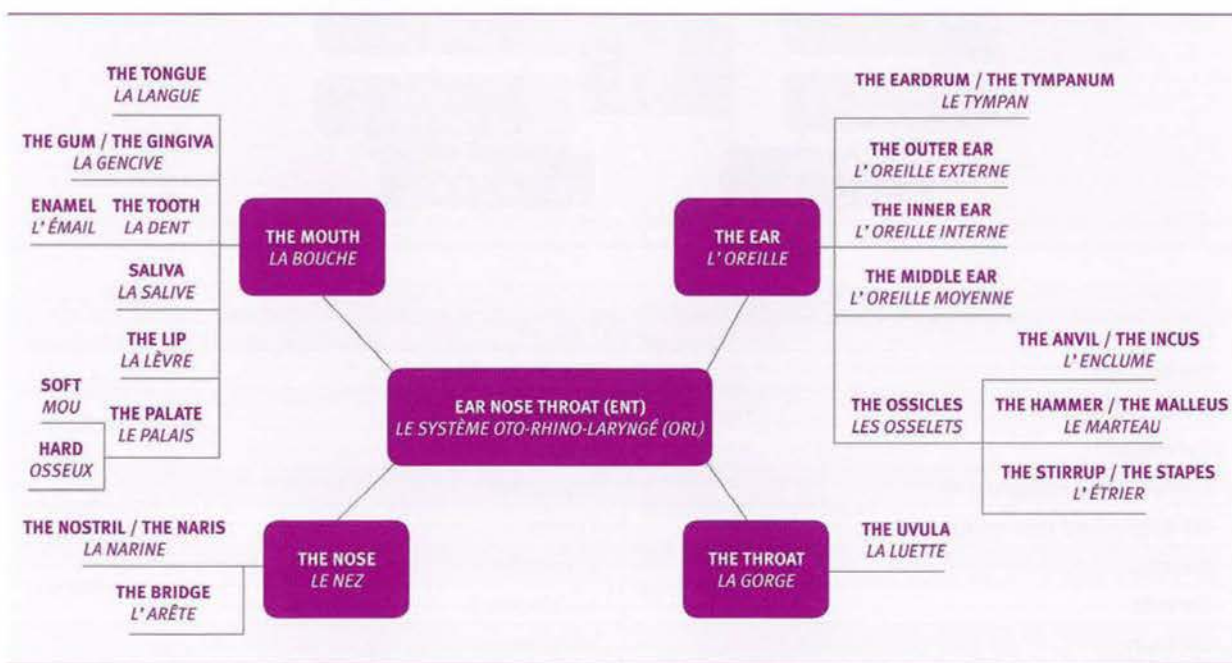 THE TONGUE
LA LANGUE
THE GUM / THE GINGIVA
LA GENCIVE
ENAMEL
L' ÉMAIL
THE TOOTH
LA DENT
SALIVA
LA SALIVE
THE LIP
LA LÈVRE
SOFT
MOU
HARD
OSSEUX
THE PALATE
LE PALAIS
THE MOUTH
LA BOUCHE
THE EAR
L' OREILLE
THE EARDRUM / THE TYMPANUM
LE TYMPAN
THE OUTER EAR
L' OREILLE EXTERNE
THE INNER EAR
L' OREILLE INTERNE
THE MIDDLE EAR
L' OREILLE MOYENNE
THE OSSICLES
LES OSSELETS
THE ANVIL / THE INCUS
L' ENCLUME
THE HAMMER / THE MALLEUS
LE MARTEAU
THE STIRRUP / THE STAPES
L' ÉTRIER
EAR NOSE THROAT (ENT)
LE SYSTÈME OTO-RHINO-LARYNGÉ (ORL)
THE NOSTRIL / THE NARIS
LA NARINE
THE BRIDGE
L' ARÊTE
THE NOSE
LE NEZ
THE THROAT
LA GORGE
THE UVULA
LA LUETTE